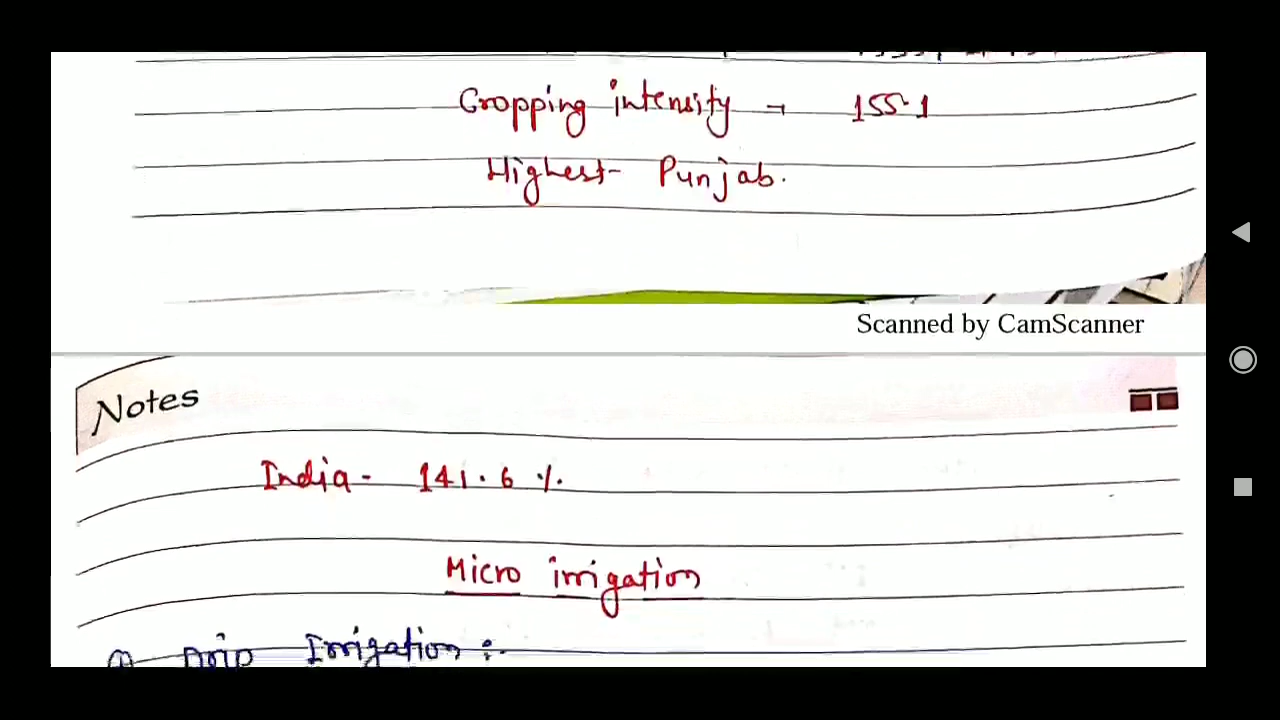 Cropping intensity → 155.1
Highest- Punjab.
Scanned by CamScanner
Notes
India - 141.6 %.
Micro irrigation
Drip Irrigation :-